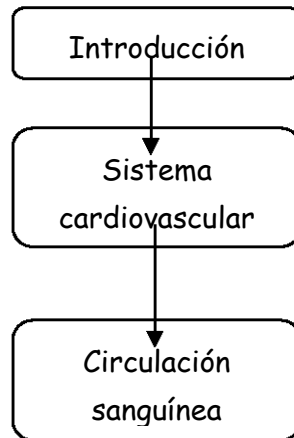 Introducción
Sistema
cardiovascular
Circulación
sanguínea